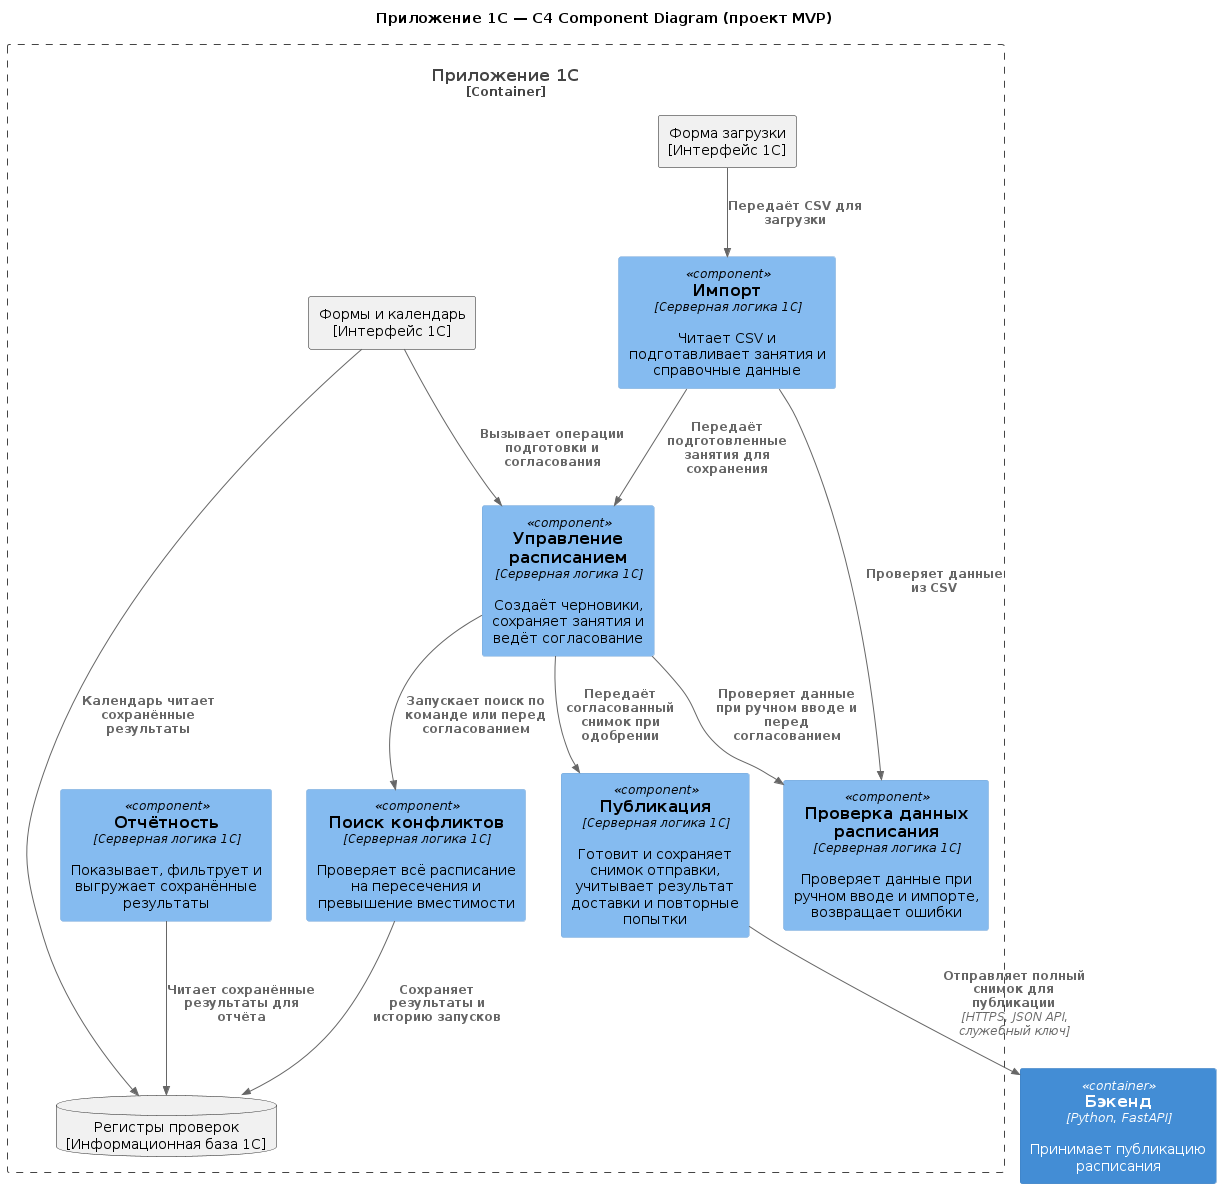 Приложение 1С — C4 Component Diagram (проект MVP)
Приложение 1С
[Container]
Форма загрузки
[Интерфейс 1С]
Передаёт CSV для
загрузки
«component»
Импорт
[Серверная логика 1С]
Читает CSV и
подготавливает занятия и
справочные данные
Формы и календарь
[Интерфейс 1С]
Вызывает операции
подготовки и
согласования
Передаёт
подготовленные
занятия для
сохранения
«component»
Управление
расписанием
[Серверная логика 1С]
Создаёт черновики,
сохраняет занятия и
ведёт согласование
Проверяет данные
из CSV
Календарь читает
сохранённые
результаты
Запускает поиск по
команде или перед
согласованием
Передаёт
согласованный
снимок при
одобрении
Проверяет данные
при ручном вводе и
перед
согласованием
«component»
Отчётность
[Серверная логика 1С]
Показывает, фильтрует и
выгружает сохранённые
результаты
«component»
Поиск конфликтов
[Серверная логика 1С]
Проверяет всё расписание
на пересечения и
превышение вместимости
«component»
Публикация
[Серверная логика 1С]
Готовит и сохраняет
снимок отправки,
учитывает результат
доставки и повторные
попытки
«component»
Проверка данных
расписания
[Серверная логика 1С]
Проверяет данные при
ручном вводе и импорте,
возвращает ошибки
Читает сохранённые
результаты для
отчёта
Сохраняет
результаты и
историю запусков
Отправляет полный
снимок для
публикации
[HTTPS, JSON API,
служебный ключ]
Регистры проверок
[Информационная база 1С]
«container»
Бэкенд
[Python, FastAPI]
Принимает публикацию
расписания